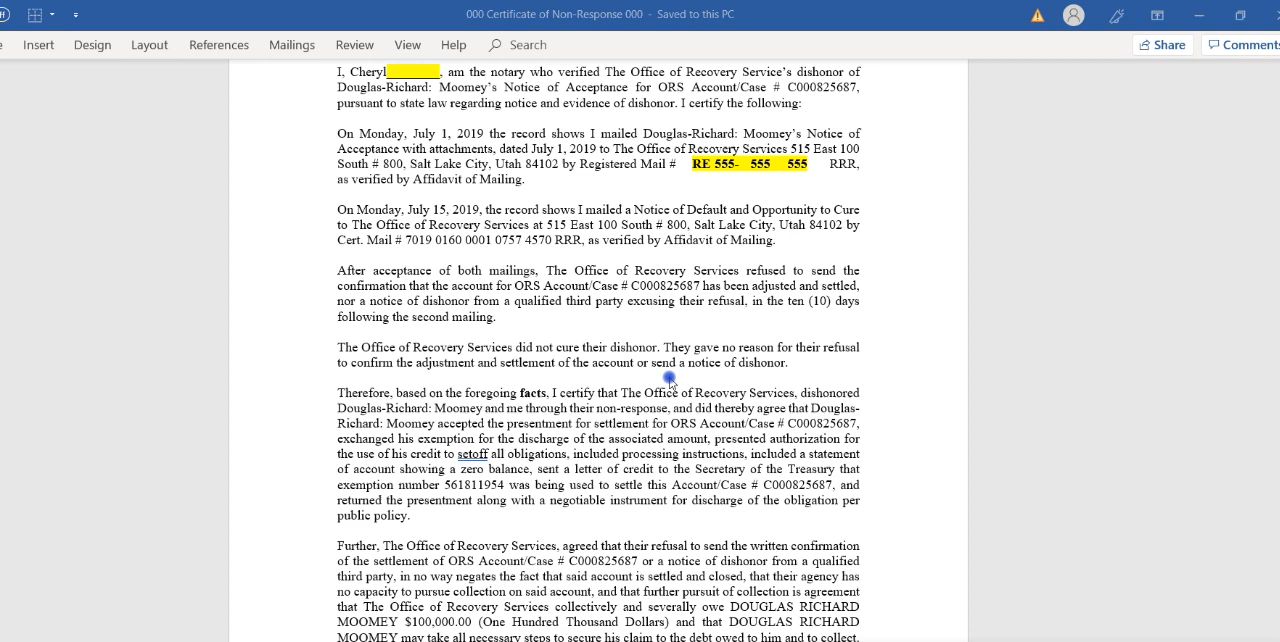 ff
000 Certificate of Non-Response 000 - Saved to this PC
e Insert Design Layout References Mailings Review View Help Search Share Comments
I, Cheryl________, am the notary who verified The Office of Recovery Service's dishonor of
Douglas-Richard: Moomey's Notice of Acceptance for ORS Account/Case # C000825687,
pursuant to state law regarding notice and evidence of dishonor. I certify the following:
On Monday, July 1, 2019 the record shows I mailed Douglas-Richard: Moomey's Notice of
Acceptance with attachments, dated July 1, 2019 to The Office of Recovery Services 515 East 100
South # 800, Salt Lake City, Utah 84102 by Registered Mail # RE 555- 555 555 RRR,
as verified by Affidavit of Mailing.
On Monday, July 15, 2019, the record shows I mailed a Notice of Default and Opportunity to Cure
to The Office of Recovery Services at 515 East 100 South # 800, Salt Lake City, Utah 84102 by
Cert. Mail # 7019 0160 0001 0757 4570 RRR, as verified by Affidavit of Mailing.
After acceptance of both mailings, The Office of Recovery Services refused to send the
confirmation that the account for ORS Account/Case # C000825687 has been adjusted and settled,
nor a notice of dishonor from a qualified third party excusing their refusal, in the ten (10) days
following the second mailing.
The Office of Recovery Services did not cure their dishonor. They gave no reason for their refusal
to confirm the adjustment and settlement of the account or send a notice of dishonor.
Therefore, based on the foregoing facts, I certify that The Office of Recovery Services, dishonored
Douglas-Richard: Moomey and me through their non-response, and did thereby agree that Douglas-
Richard: Moomey accepted the presentment for settlement for ORS Account/Case # C000825687,
exchanged his exemption for the discharge of the associated amount, presented authorization for
the use of his credit to setoff all obligations, included processing instructions, included a statement
of account showing a zero balance, sent a letter of credit to the Secretary of the Treasury that
exemption number 561811954 was being used to settle this Account/Case # C000825687, and
returned the presentment along with a negotiable instrument for discharge of the obligation per
public policy.
Further, The Office of Recovery Services, agreed that their refusal to send the written confirmation
of the settlement of ORS Account/Case # C000825687 or a notice of dishonor from a qualified
third party, in no way negates the fact that said account is settled and closed, that their agency has
no capacity to pursue collection on said account, and that further pursuit of collection is agreement
that The Office of Recovery Services collectively and severally owe DOUGLAS RICHARD
MOOMEY $100,000.00 (One Hundred Thousand Dollars) and that DOUGLAS RICHARD
MOOMEY may take all necessary steps to secure his claim to the debt owed to him and to collect.